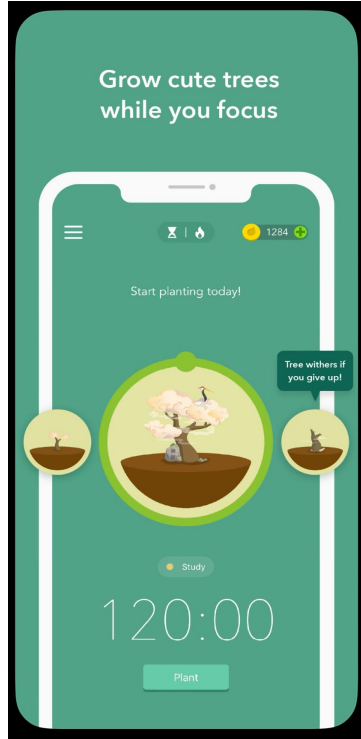 Grow cute trees
while you focus
1284
Start planting today!
Tree withers if
you give up!
Study
120:00
Plant